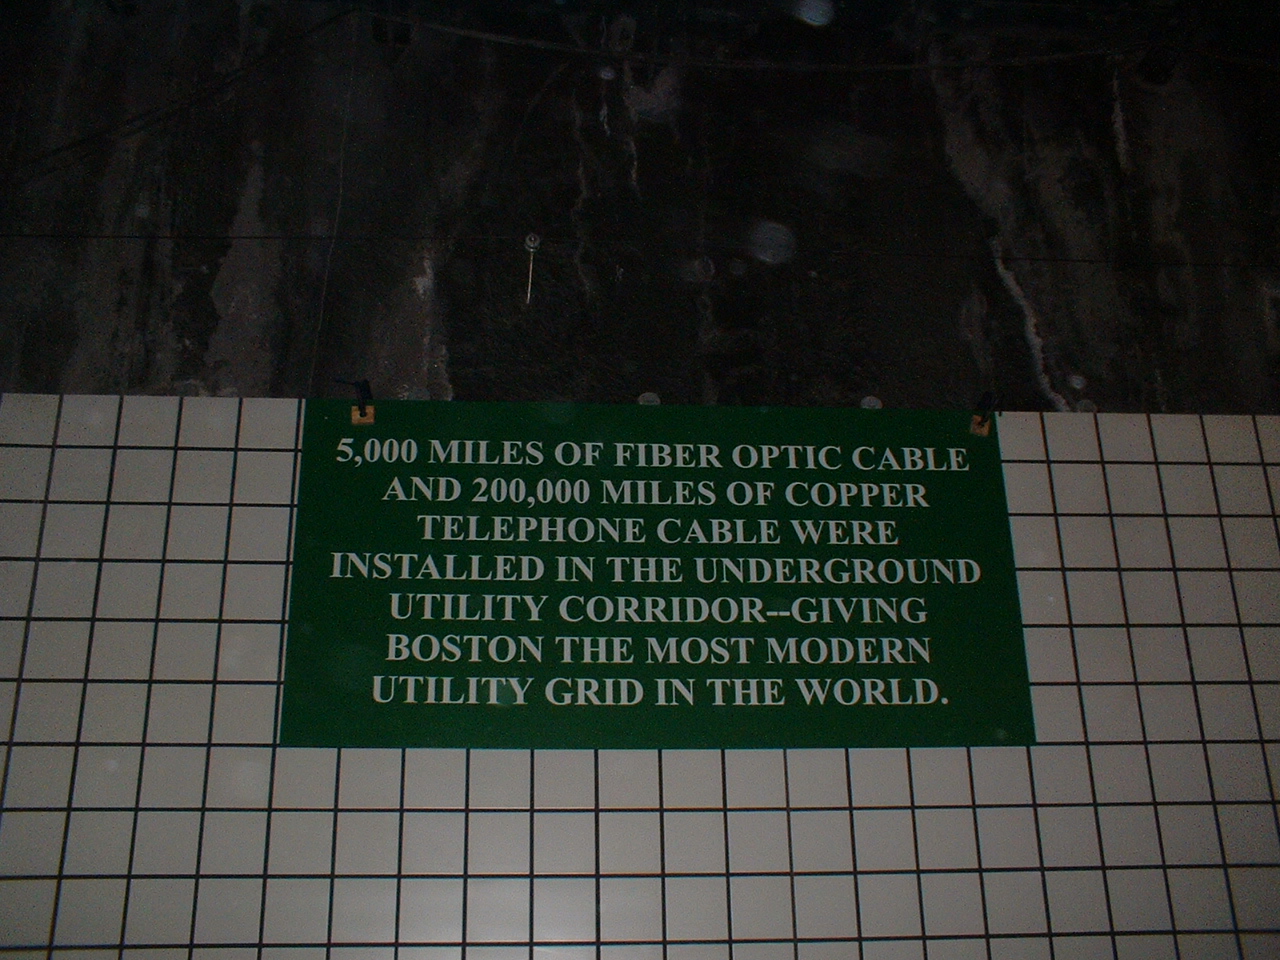 5,000 MILES OF FIBER OPTIC CABLE
AND 200,000 MILES OF COPPER
TELEPHONE CABLE WERE
INSTALLED IN THE UNDERGROUND
UTILITY CORRIDOR--GIVING
BOSTON THE MOST MODERN
UTILITY GRID IN THE WORLD.